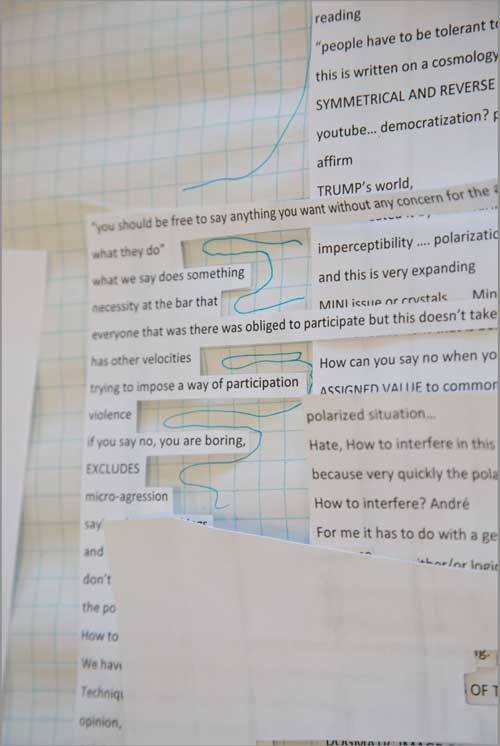 reading
"people have to be tolerant to
this is written on a cosmology
SYMMETRICAL AND REVERSE
youtube... democratization?
affirm
TRUMP's world,
"you should be free to say anything you want without any concern for the
what they do"
what we say does something
necessity at the bar that
everyone that was there was obliged to participate but this doesn't take
has other velocities
trying to impose a way of participation
violence
if you say no, you are boring,
EXCLUDES
micro-agression
say
and
don't
the po
How to
We have
Techniqu
opinion,
imperceptibility .... polarizatio
and this is very expanding
MINI issue or crystals Min
How can you say no when yo
ASSIGNED VALUE to common
polarized situation...
Hate, How to interfere in this
because very quickly the pola
How to interfere? André
For me it has to do with a ge
either/or logic
OF T